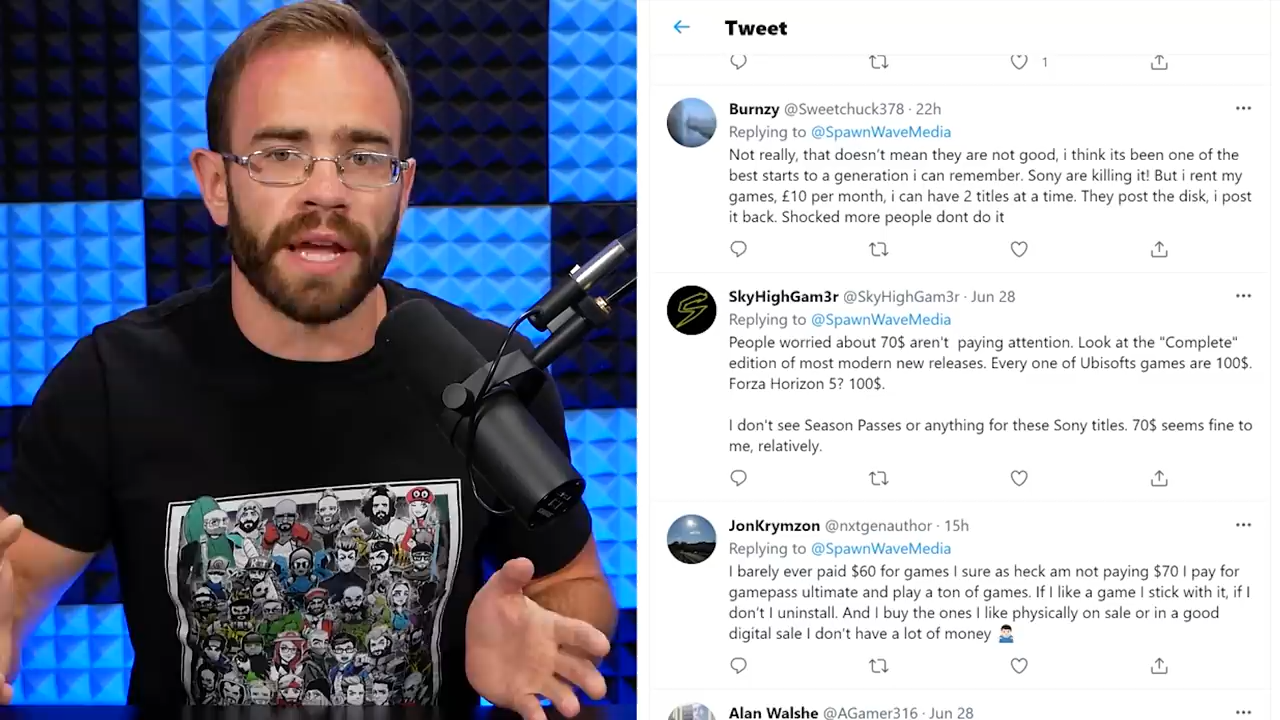 Tweet
1
Burnzy @Sweetchuck378 · 22h
Replying to @SpawnWaveMedia
Not really, that doesn't mean they are not good, i think its been one of the
best starts to a generation i can remember. Sony are killing it! But i rent my
games, £10 per month, i can have 2 titles at a time. They post the disk, i post
it back. Shocked more people dont do it
SkyHighGam3r @SkyHighGam3r · Jun 28
Replying to @SpawnWaveMedia
People worried about 70$ aren't  paying attention. Look at the "Complete"
edition of most modern new releases. Every one of Ubisofts games are 100$.
Forza Horizon 5? 100$.
I don't see Season Passes or anything for these Sony titles. 70$ seems fine to
me, relatively.
JonKrymzon @nxtgenauthor · 15h
Replying to @SpawnWaveMedia
I barely ever paid $60 for games I sure as heck am not paying $70 I pay for
gamepass ultimate and play a ton of games. If I like a game I stick with it, if I
don't I uninstall. And I buy the ones I like physically on sale or in a good
digital sale I don't have a lot of money
Alan Walshe @AGamer316 · Jun 28